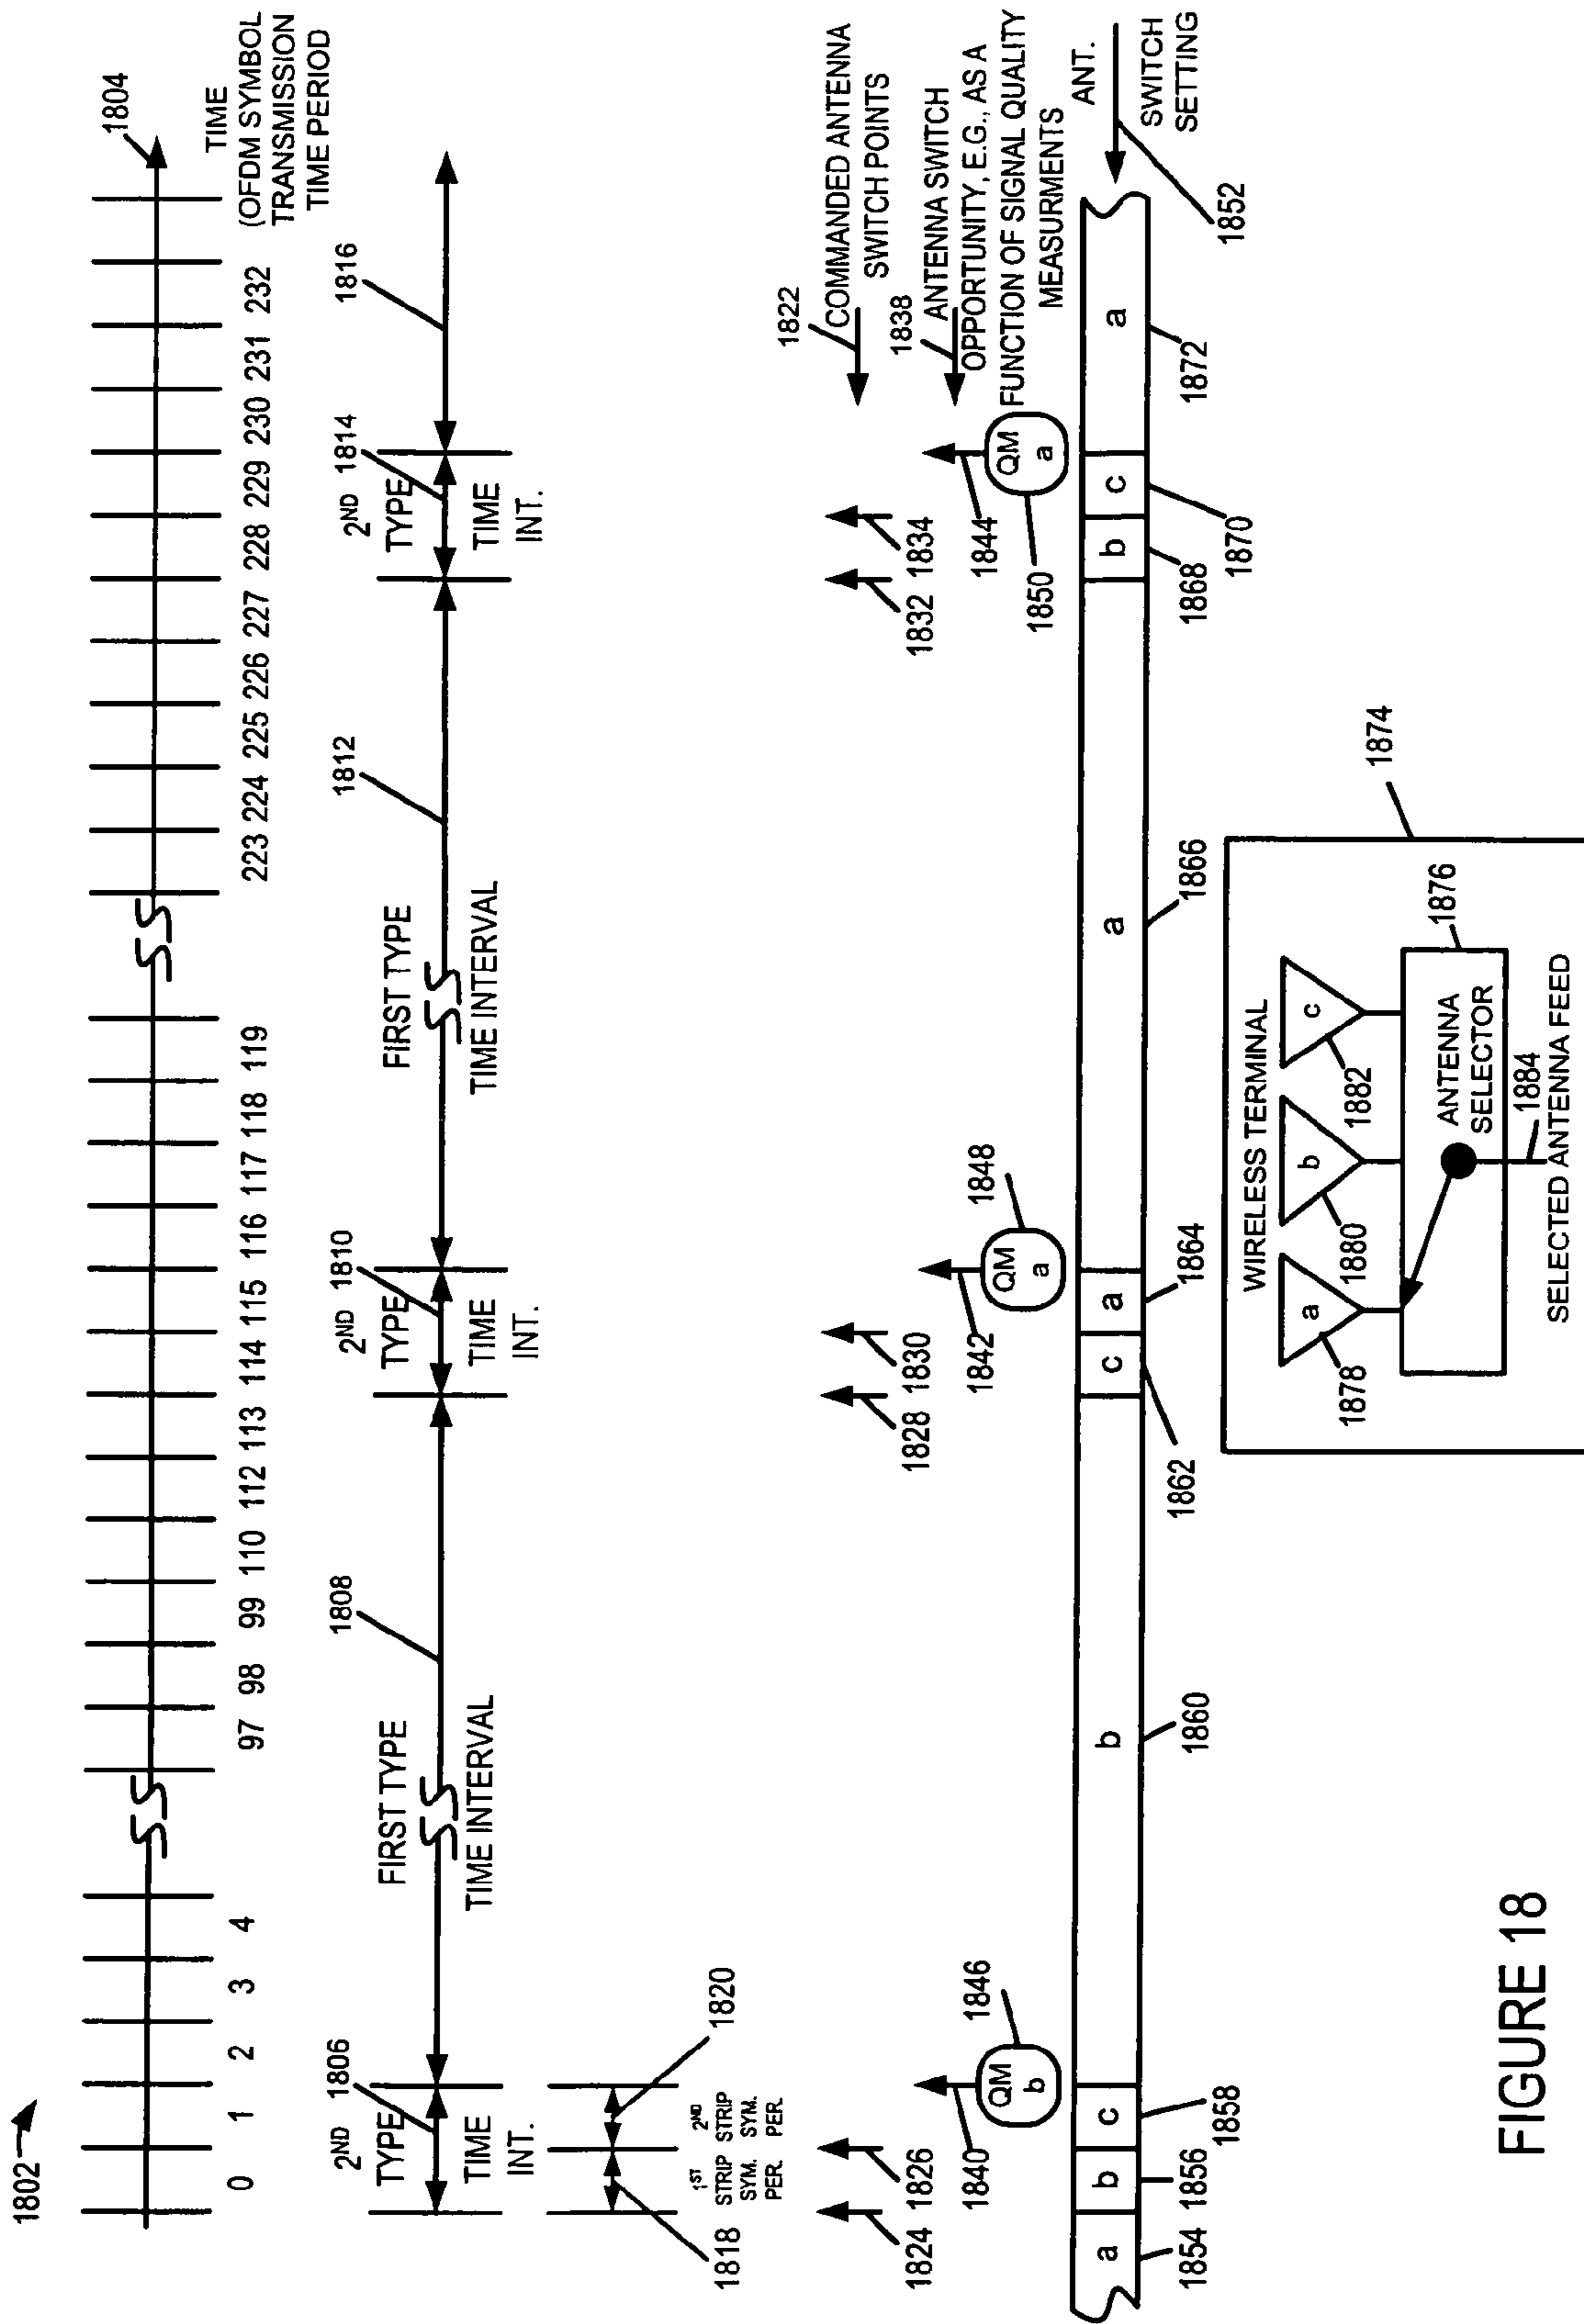 1802
1804
0 1 2 3 4 97 98 99 110 112 113 114 115 116 117 118 119 223 224 225 226 227 228 229 230 231 232
TIME
(OFDM SYMBOL
TRANSMISSION
TIME PERIOD
1806 1808 1810 1812 1814 1816
2ND
TYPE
TIME
INT.
FIRST TYPE
TIME INTERVAL
2ND
TYPE
TIME
INT.
FIRST TYPE
TIME INTERVAL
2ND
TYPE
TIME
INT.
1818
1ST
STRIP
SYM.
PER.
2ND
STRIP
SYM.
PER.
1820
1822
COMMANDED ANTENNA
SWITCH POINTS
1824 1826 1828 1830 1832 1834
1838
ANTENNA SWITCH
OPPORTUNITY, E.G., AS A
FUNCTION OF SIGNAL QUALITY
MEASURMENTS
1840 1842 1844
QM
b
1846
QM
a
1848
QM
a
1850
ANT.
SWITCH
SETTING
1852
a b c b c a a b c a
1854 1856 1858 1860 1862 1864 1866 1868 1870 1872
1874
WIRELESS TERMINAL
a b c
1878 1880 1882
1876
ANTENNA
SELECTOR
1884
SELECTED ANTENNA FEED
FIGURE 18